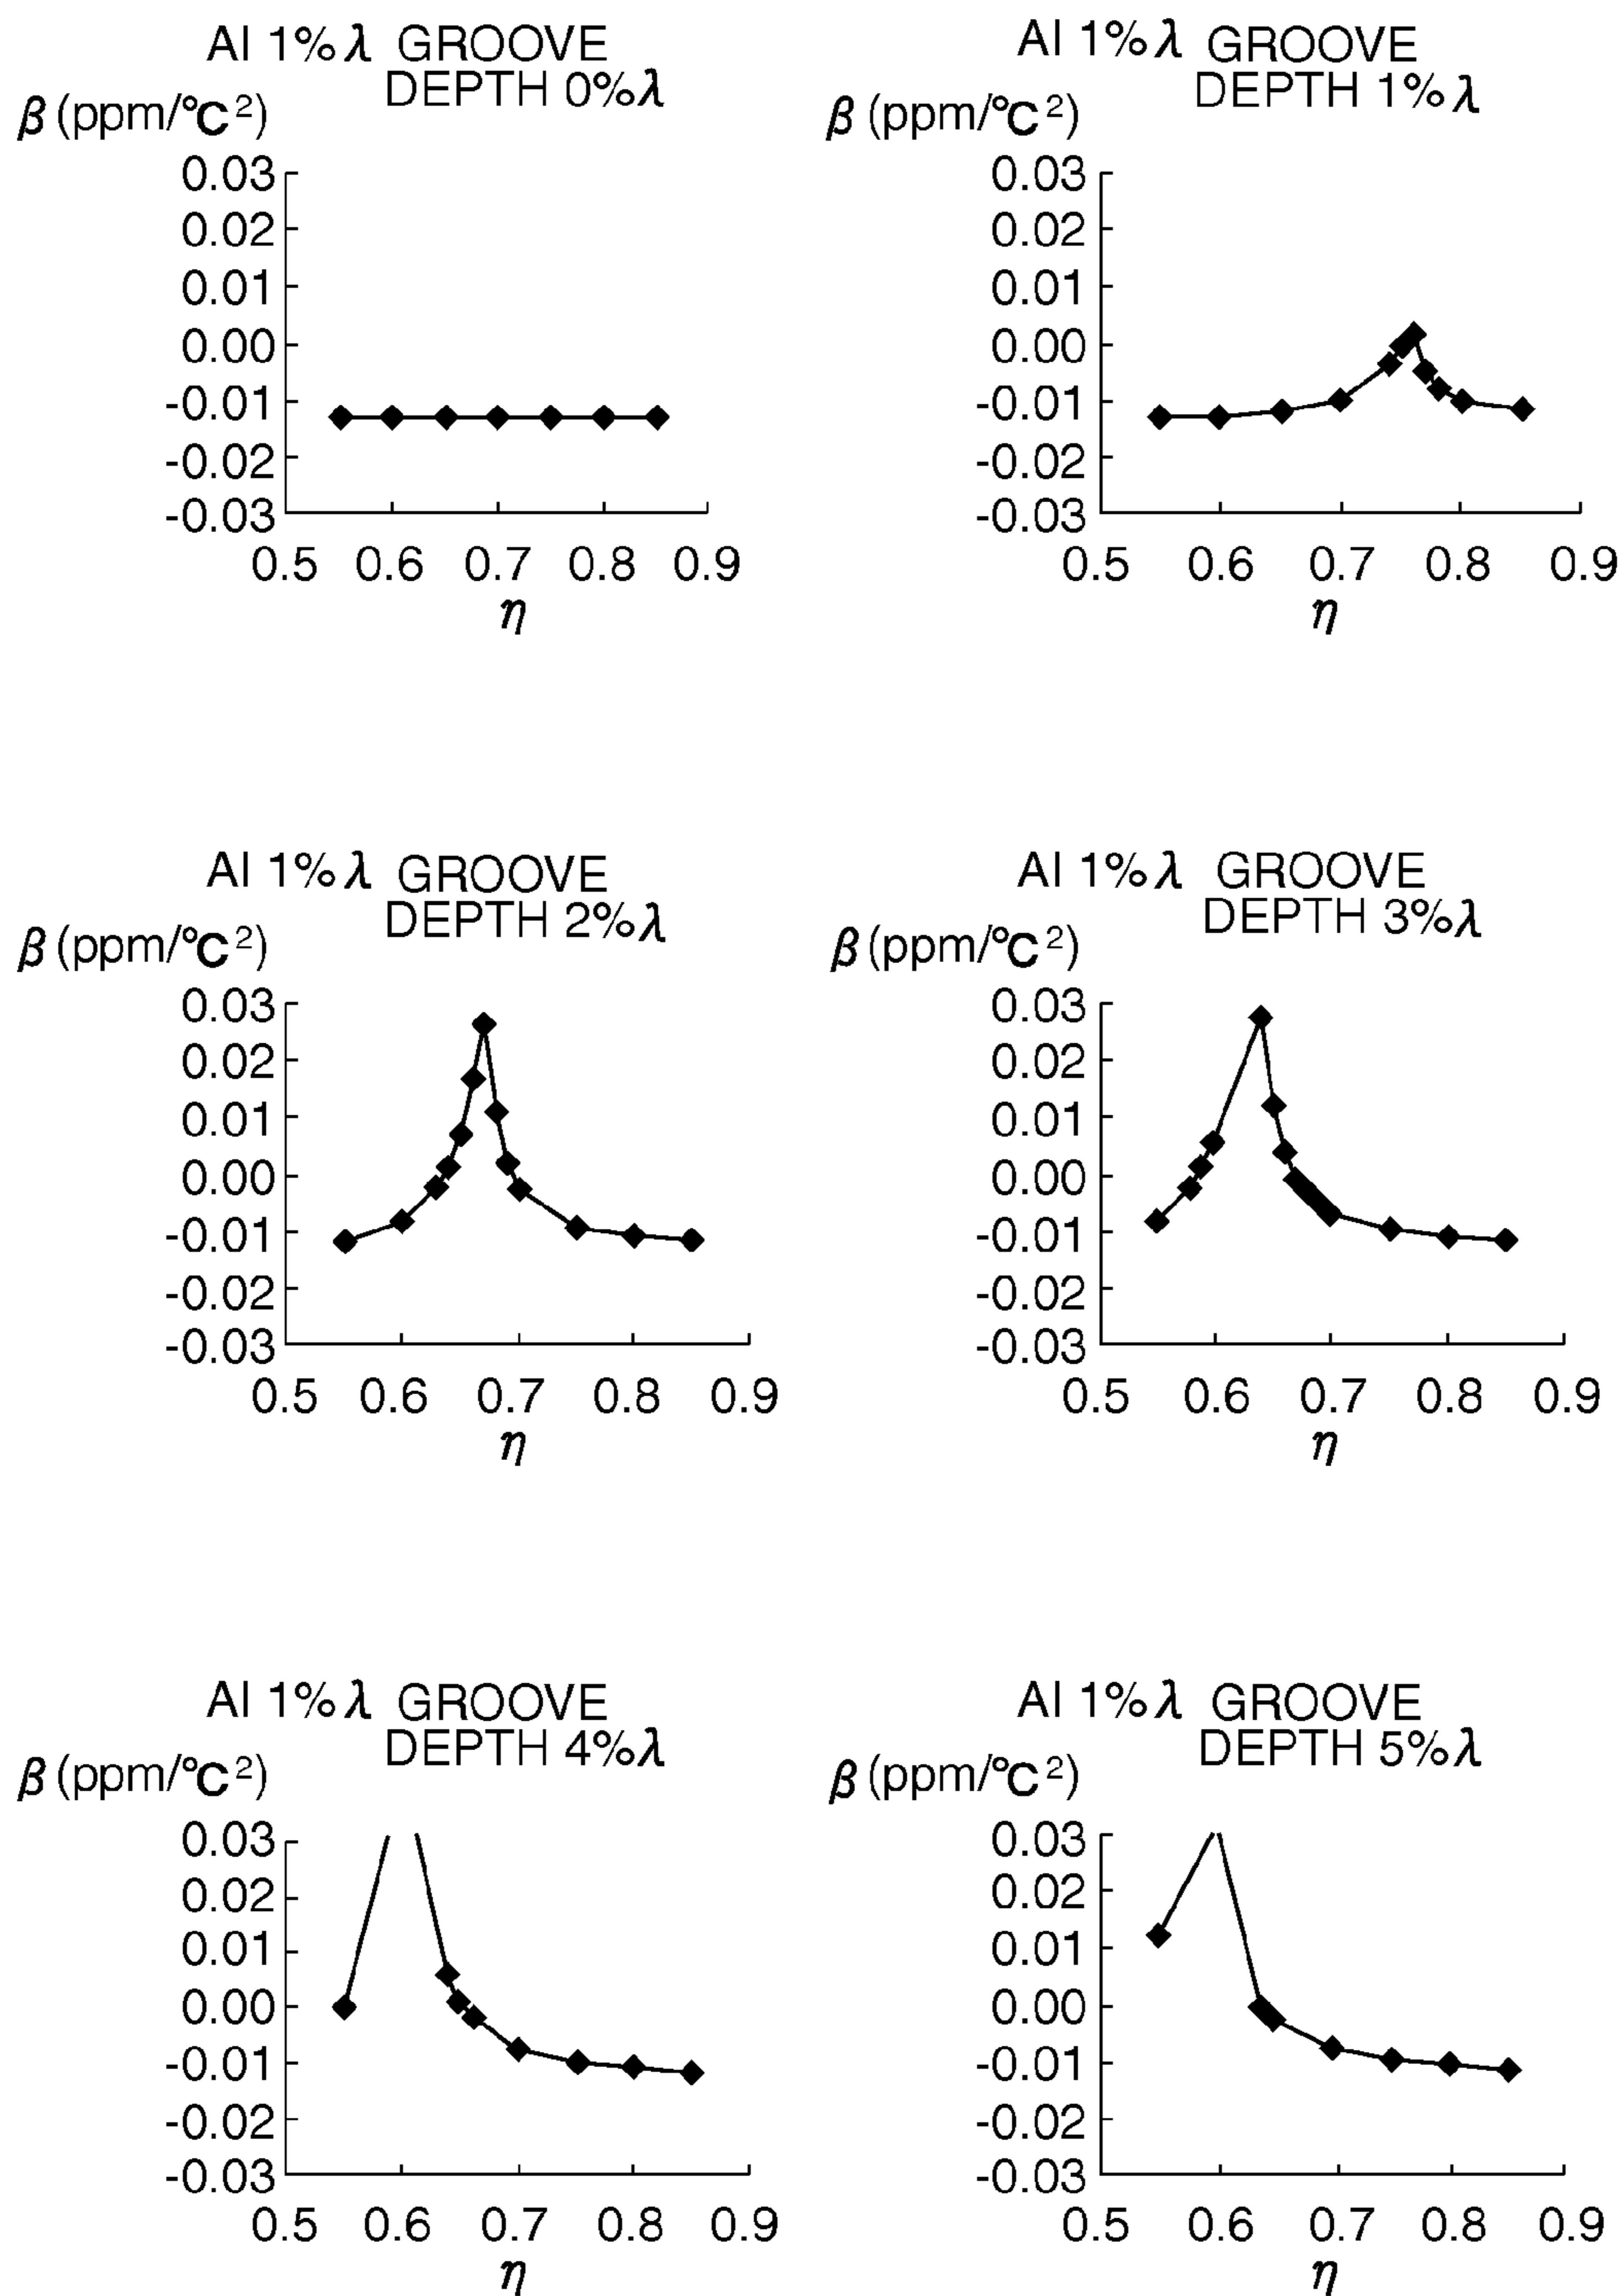 Al 1%λ GROOVE
DEPTH 0%λ
β (ppm/°C²)
0.03
0.02
0.01
0.00
-0.01
-0.02
-0.03
0.5 0.6 0.7 0.8 0.9
η
Al 1%λ GROOVE
DEPTH 1%λ
β (ppm/°C²)
0.03
0.02
0.01
0.00
-0.01
-0.02
-0.03
0.5 0.6 0.7 0.8 0.9
η
Al 1%λ GROOVE
DEPTH 2%λ
β (ppm/°C²)
0.03
0.02
0.01
0.00
-0.01
-0.02
-0.03
0.5 0.6 0.7 0.8 0.9
η
Al 1%λ GROOVE
DEPTH 3%λ
β (ppm/°C²)
0.03
0.02
0.01
0.00
-0.01
-0.02
-0.03
0.5 0.6 0.7 0.8 0.9
η
Al 1%λ GROOVE
DEPTH 4%λ
β (ppm/°C²)
0.03
0.02
0.01
0.00
-0.01
-0.02
-0.03
0.5 0.6 0.7 0.8 0.9
η
Al 1%λ GROOVE
DEPTH 5%λ
β (ppm/°C²)
0.03
0.02
0.01
0.00
-0.01
-0.02
-0.03
0.5 0.6 0.7 0.8 0.9
η